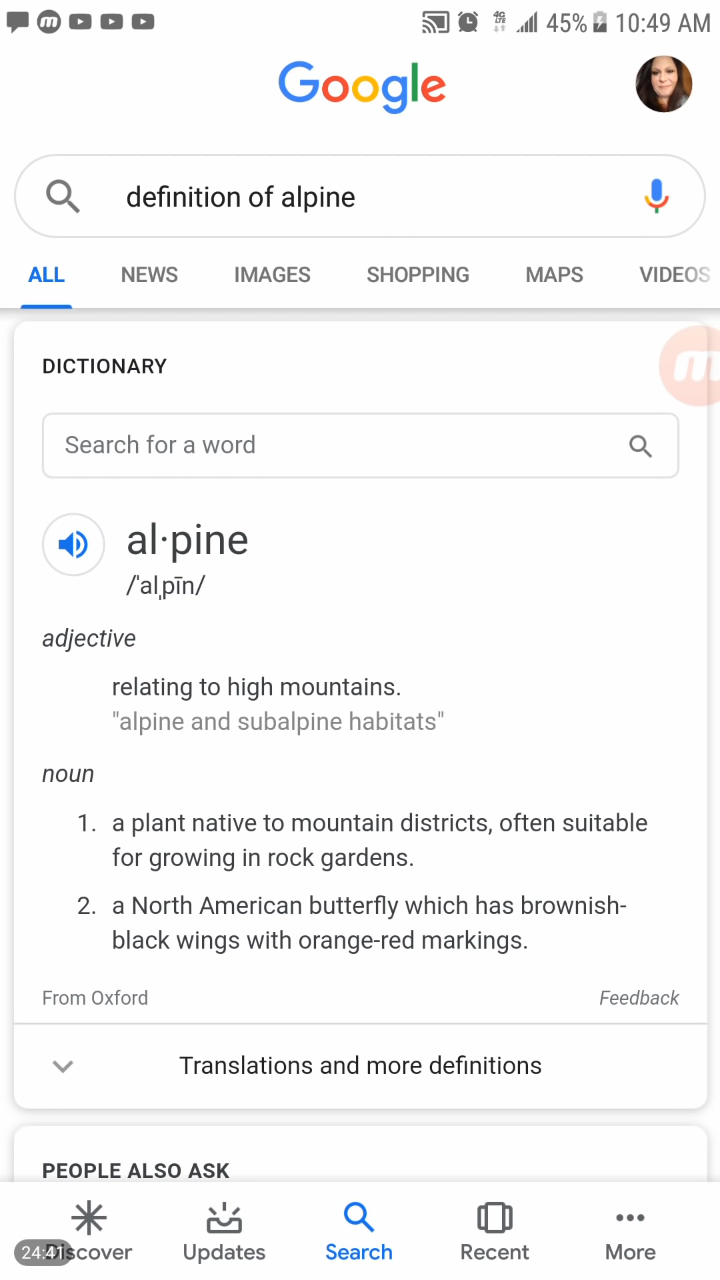 45% 10:49 AM
Google
definition of alpine
ALL NEWS IMAGES SHOPPING MAPS VIDEOS
DICTIONARY
m
Search for a word
al·pine
/ˈalˌpīn/
adjective
relating to high mountains.
"alpine and subalpine habitats"
noun
1. a plant native to mountain districts, often suitable
for growing in rock gardens.
2. a North American butterfly which has brownish-
black wings with orange-red markings.
From Oxford Feedback
Translations and more definitions
PEOPLE ALSO ASK
24:41
Discover Updates Search Recent More